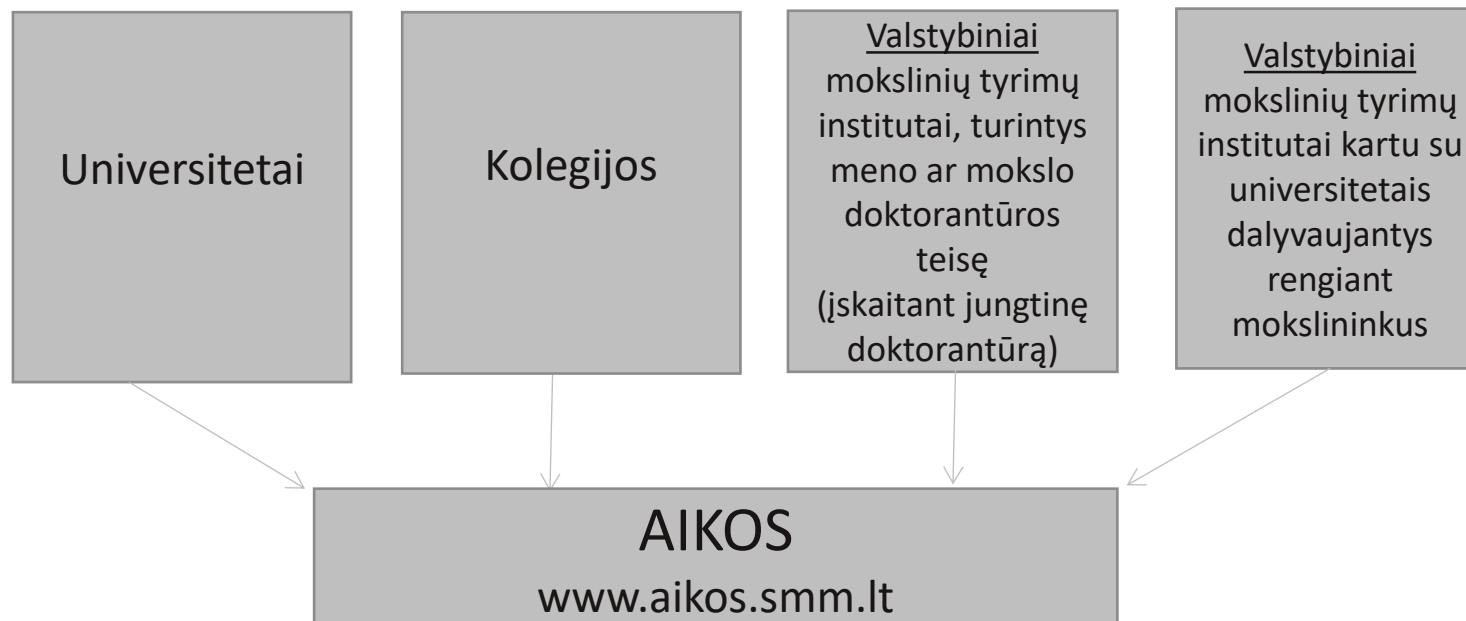 Universitetai
Kolegijos
Valstybiniai
mokslinių tyrimų
institutai, turintys
meno ar mokslo
doktorantūros
teisę
(įskaitant jungtinę
doktorantūrą)
Valstybiniai
mokslinių tyrimų
institutai kartu su
universitetais
dalyvaujantys
rengiant
mokslininkus
AIKOS
www.aikos.smm.lt